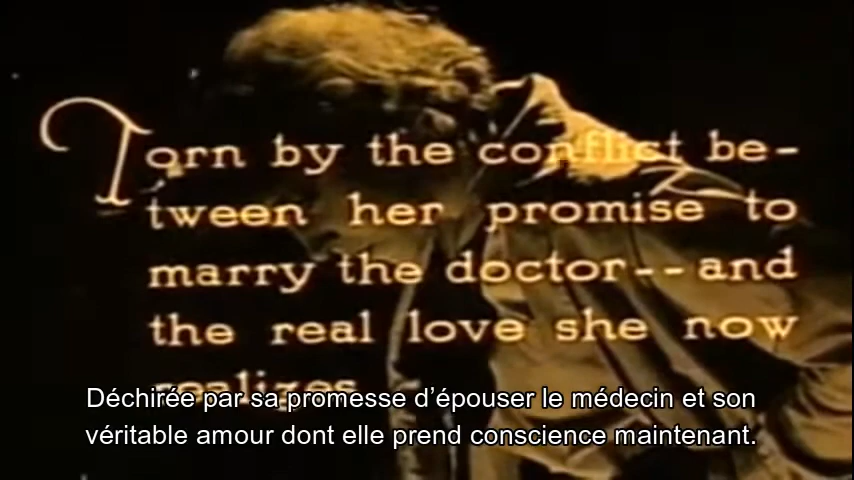 Torn by the conflict be-
tween her promise to
marry the doctor--and
the real love she now
realizes
Déchirée par sa promesse d'épouser le médecin et son
véritable amour dont elle prend conscience maintenant.